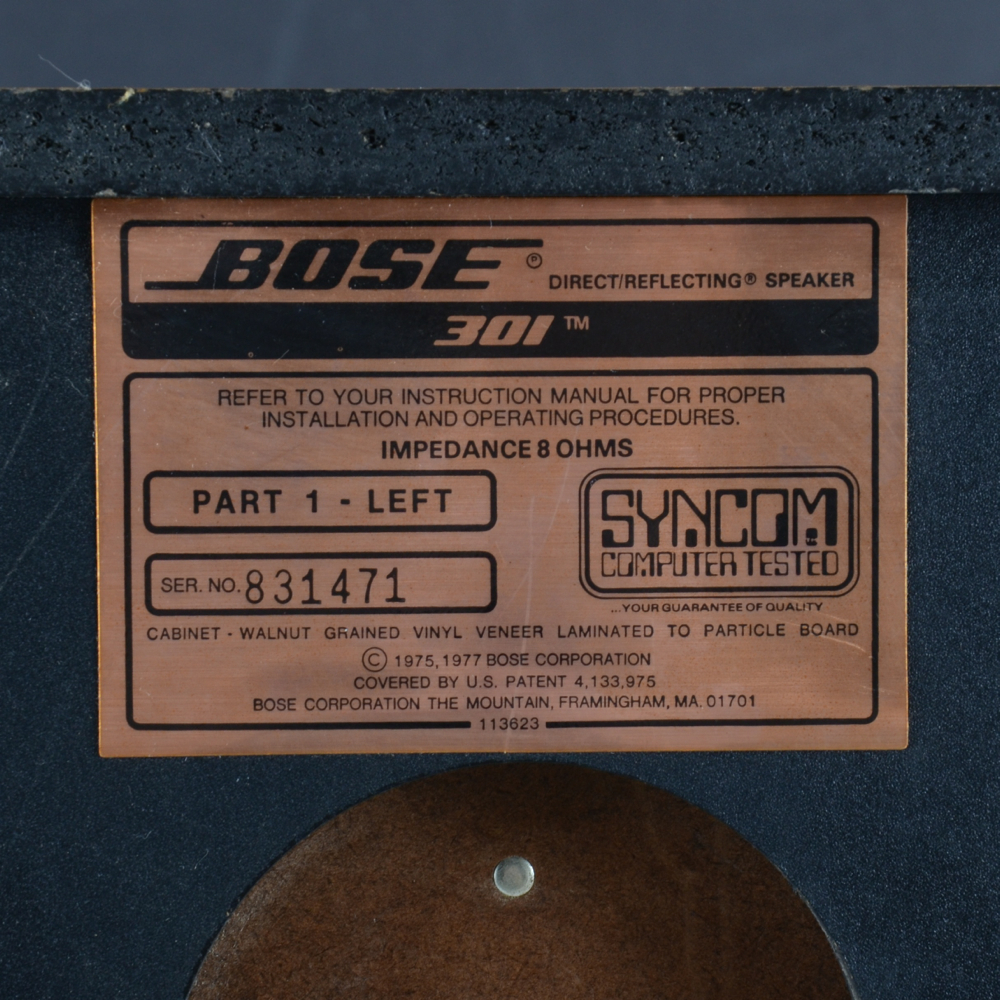 BOSE ® DIRECT/REFLECTING® SPEAKER
301 ™
REFER TO YOUR INSTRUCTION MANUAL FOR PROPER
INSTALLATION AND OPERATING PROCEDURES.
IMPEDANCE 8 OHMS
PART 1 - LEFT
SER. NO. 831471
SYNCOM
COMPUTER TESTED
...YOUR GUARANTEE OF QUALITY
CABINET - WALNUT GRAINED VINYL VENEER LAMINATED TO PARTICLE BOARD
© 1975, 1977 BOSE CORPORATION
COVERED BY U.S. PATENT 4,133,975
BOSE CORPORATION THE MOUNTAIN, FRAMINGHAM, MA. 01701
113623